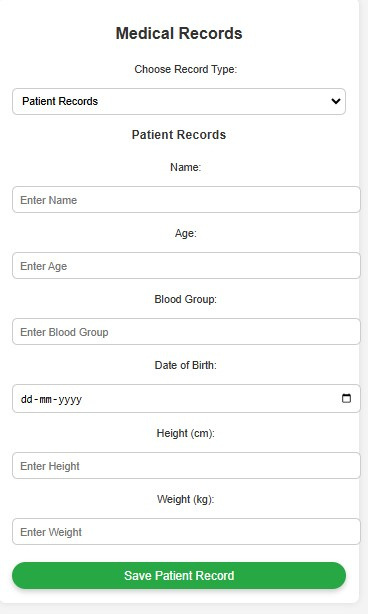 Medical Records
Choose Record Type:
Patient Records
Patient Records
Name:
Enter Name
Age:
Enter Age
Blood Group:
Enter Blood Group
Date of Birth:
dd-mm-yyyy
Height (cm):
Enter Height
Weight (kg):
Enter Weight
Save Patient Record